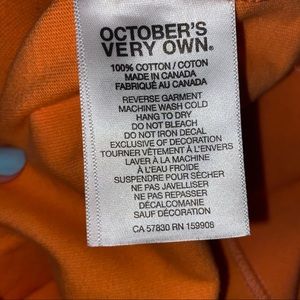 OCTOBER'S
VERY OWN®
100% COTTON / COTON
MADE IN CANADA
FABRIQUÉ AU CANADA
REVERSE GARMENT
MACHINE WASH COLD
HANG TO DRY
DO NOT BLEACH
DO NOT IRON DECAL
EXCLUSIVE OF DECORATION
TOURNER VÊTEMENT À L'ENVERS
LAVER À LA MACHINE
À L'EAU FROIDE
SUSPENDRE POUR SÈCHER
NE PAS JAVELLISER
NE PAS REPASSER
DÉCALCOMANIE
SAUF DÉCORATION
CA 57830 RN 159908